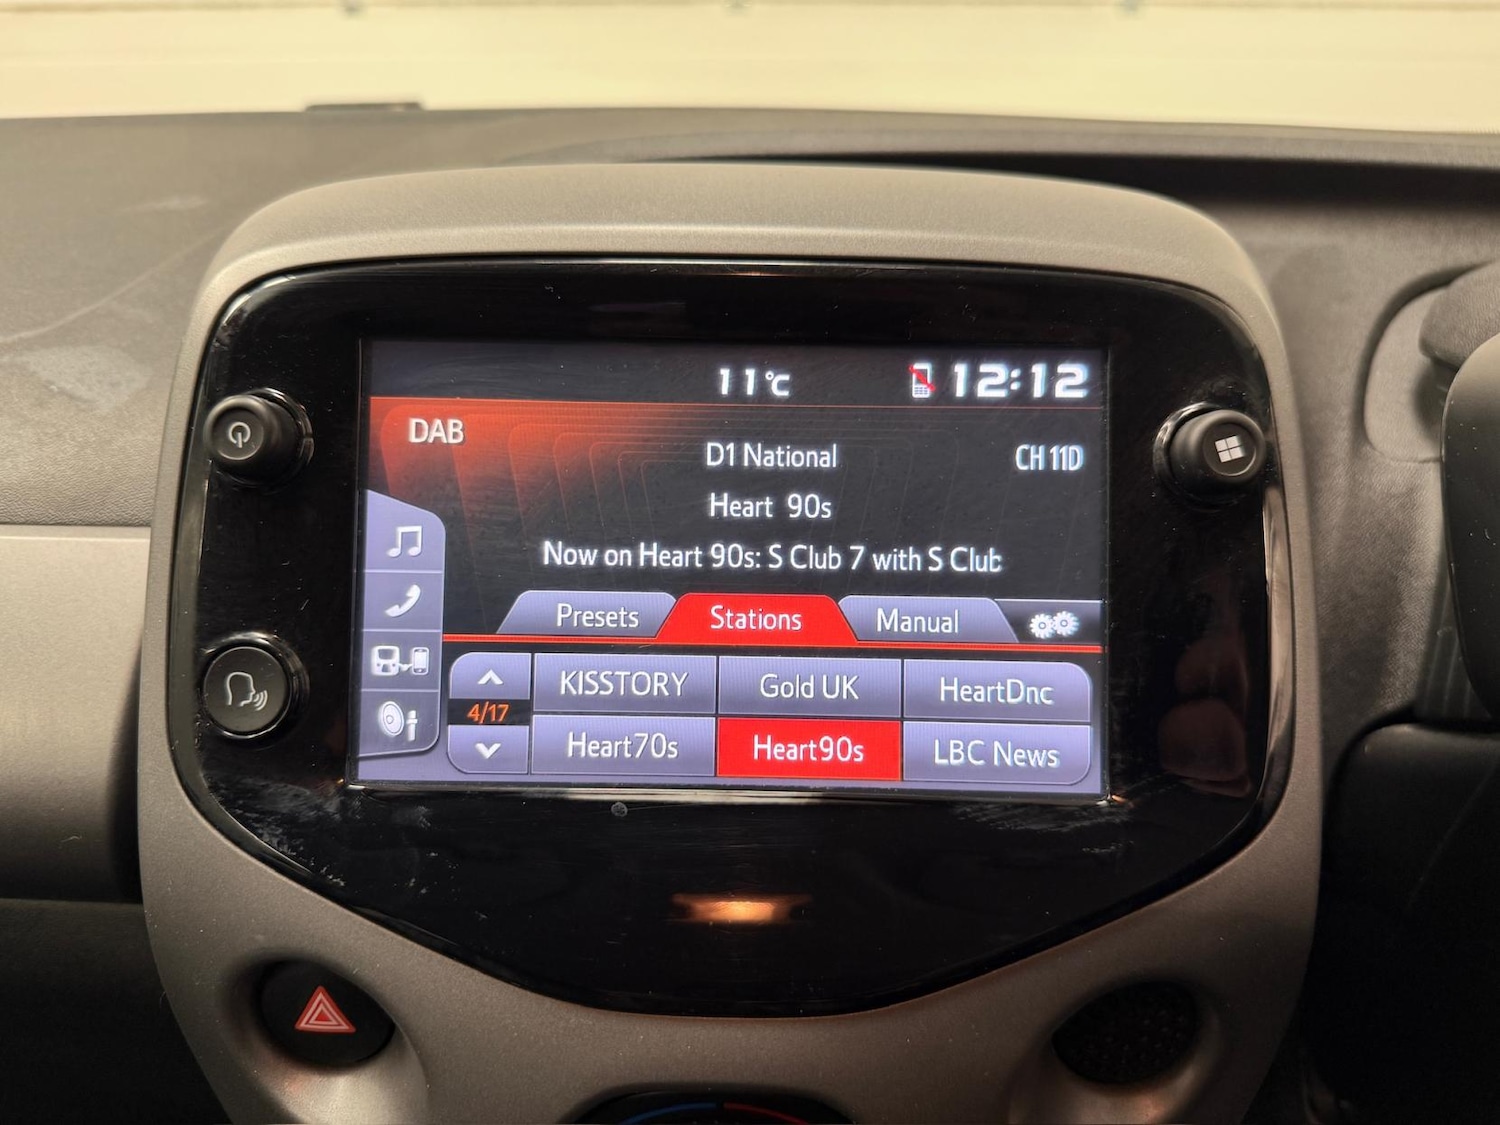 11°C 12:12
DAB
D1 National CH 11D
Heart 90s
Now on Heart 90s: S Club 7 with S Club
Presets Stations Manual
KISSTORY Gold UK HeartDnc
4/17
Heart70s Heart90s LBC News